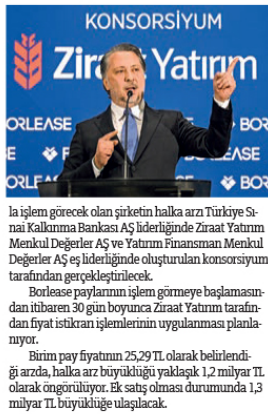 KONSORSİYUM
Ziraat Yatırım
BORLEASE
BOR
la işlem görecek olan şirketin halka arzı Türkiye Sı-
nai Kalkınma Bankası AŞ liderliğinde Ziraat Yatırım
Menkul Değerler AŞ ve Yatırım Finansman Menkul
Değerler AŞ eş liderliğinde oluşturulan konsorsiyum
tarafından gerçekleştirilecek.
Borlease paylarının işlem görmeye başlamasın-
dan itibaren 30 gün boyunca Ziraat Yatırım tarafın-
dan fiyat istikrarı işlemlerinin uygulanması planla-
nıyor.
Birim pay fiyatının 25,29 TL olarak belirlendi-
ği arzda, halka arz büyüklüğü yaklaşık 1,2 milyar TL
olarak öngörülüyor. Ek satış olması durumunda 1,3
milyar TL büyüklüğe ulaşılacak.